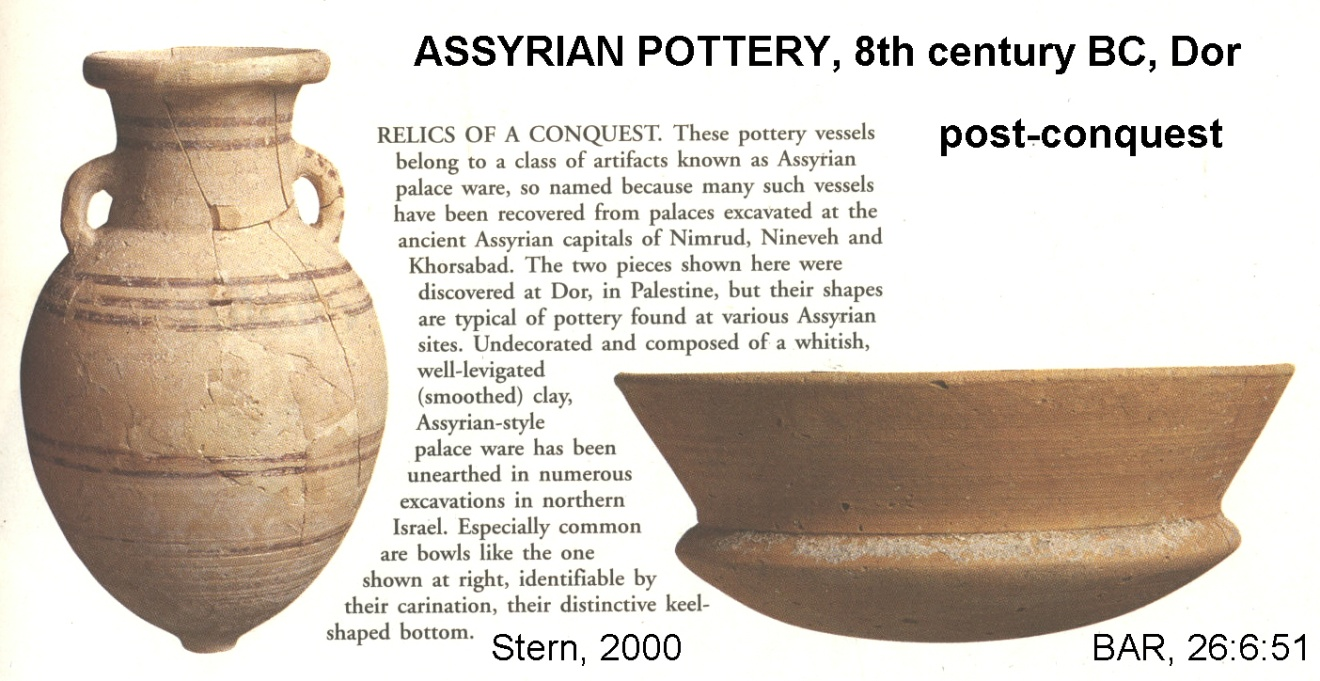 ASSYRIAN POTTERY, 8th century BC, Dor
post-conquest
RELICS OF A CONQUEST. These pottery vessels
belong to a class of artifacts known as Assyrian
palace ware, so named because many such vessels
have been recovered from palaces excavated at the
ancient Assyrian capitals of Nimrud, Nineveh and
Khorsabad. The two pieces shown here were
discovered at Dor, in Palestine, but their shapes
are typical of pottery found at various Assyrian
sites. Undecorated and composed of a whitish,
well-levigated
(smoothed) clay,
Assyrian-style
palace ware has been
unearthed in numerous
excavations in northern
Israel. Especially common
are bowls like the one
shown at right, identifiable by
their carination, their distinctive keel-
shaped bottom.
Stern, 2000
BAR, 26:6:51